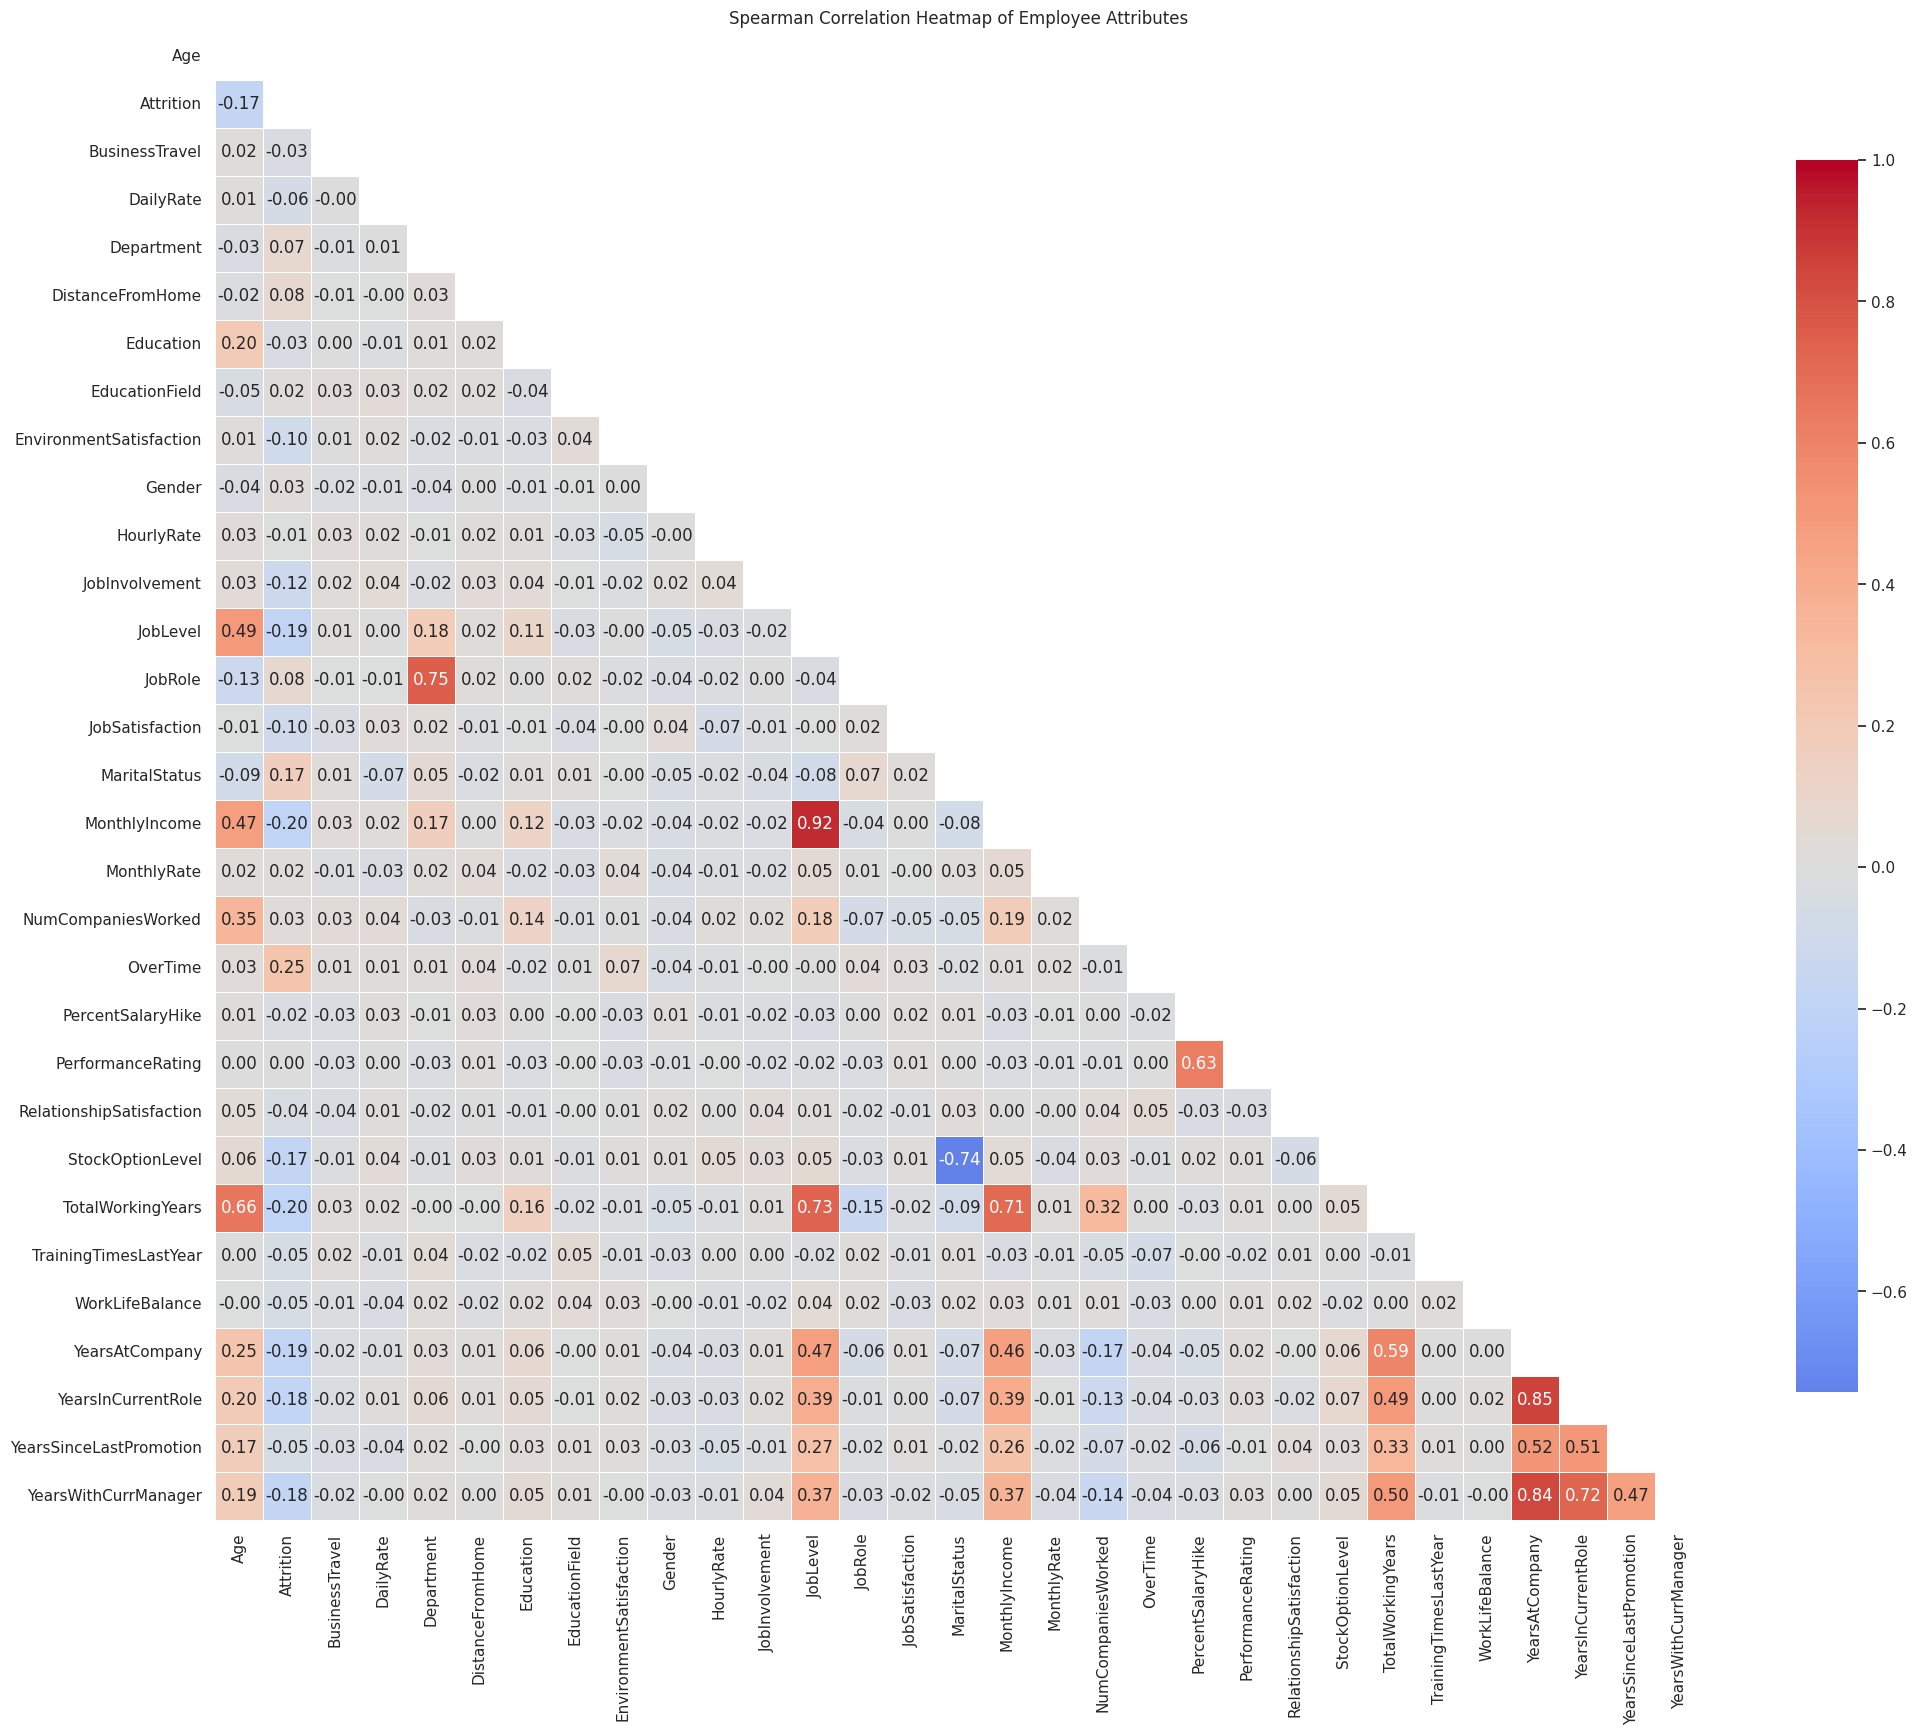 Spearman Correlation Heatmap of Employee Attributes
Age
Attrition -0.17
BusinessTravel 0.02 -0.03
DailyRate 0.01 -0.06 -0.00
Department -0.03 0.07 -0.01 0.01
DistanceFromHome -0.02 0.08 -0.01 -0.00 0.03
Education 0.20 -0.03 0.00 -0.01 0.01 0.02
EducationField -0.05 0.02 0.03 0.03 0.02 0.02 -0.04
EnvironmentSatisfaction 0.01 -0.10 0.01 0.02 -0.02 -0.01 -0.03 0.04
Gender -0.04 0.03 -0.02 -0.01 -0.04 0.00 -0.01 -0.01 0.00
HourlyRate 0.03 -0.01 0.03 0.02 -0.01 0.02 0.01 -0.03 -0.05 -0.00
JobInvolvement 0.03 -0.12 0.02 0.04 -0.02 0.03 0.04 -0.01 -0.02 0.02 0.04
JobLevel 0.49 -0.19 0.01 0.00 0.18 0.02 0.11 -0.03 -0.00 -0.05 -0.03 -0.02
JobRole -0.13 0.08 -0.01 -0.01 0.75 0.02 0.00 0.02 -0.02 -0.04 -0.02 0.00 -0.04
JobSatisfaction -0.01 -0.10 -0.03 0.03 0.02 -0.01 -0.01 -0.04 -0.00 0.04 -0.07 -0.01 -0.00 0.02
MaritalStatus -0.09 0.17 0.01 -0.07 0.05 -0.02 0.01 0.01 -0.00 -0.05 -0.02 -0.04 -0.08 0.07 0.02
MonthlyIncome 0.47 -0.20 0.03 0.02 0.17 0.00 0.12 -0.03 -0.02 -0.04 -0.02 -0.02 0.92 -0.04 0.00 -0.08
MonthlyRate 0.02 0.02 -0.01 -0.03 0.02 0.04 -0.02 -0.03 0.04 -0.04 -0.01 -0.02 0.05 0.01 -0.00 0.03 0.05
NumCompaniesWorked 0.35 0.03 0.03 0.04 -0.03 -0.01 0.14 -0.01 0.01 -0.04 0.02 0.02 0.18 -0.07 -0.05 -0.05 0.19 0.02
OverTime 0.03 0.25 0.01 0.01 0.01 0.04 -0.02 0.01 0.07 -0.04 -0.01 -0.00 -0.00 0.04 0.03 -0.02 0.01 0.02 -0.01
PercentSalaryHike 0.01 -0.02 -0.03 0.03 -0.01 0.03 0.00 -0.00 -0.03 0.01 -0.01 -0.02 -0.03 0.00 0.02 0.01 -0.03 -0.01 0.00 -0.02
PerformanceRating 0.00 0.00 -0.03 0.00 -0.03 0.01 -0.03 -0.00 -0.03 -0.01 -0.00 -0.02 -0.02 -0.03 0.01 0.00 -0.03 -0.01 -0.01 0.00 0.63
RelationshipSatisfaction 0.05 -0.04 -0.04 0.01 -0.02 0.01 -0.01 -0.00 0.01 0.02 0.00 0.04 0.01 -0.02 -0.01 0.03 0.00 -0.00 0.04 0.05 -0.03 -0.03
StockOptionLevel 0.06 -0.17 -0.01 0.04 -0.01 0.03 0.01 -0.01 0.01 0.01 0.05 0.03 0.05 -0.03 0.01 -0.74 0.05 -0.04 0.03 -0.01 0.02 0.01 -0.06
TotalWorkingYears 0.66 -0.20 0.03 0.02 -0.00 -0.00 0.16 -0.02 -0.01 -0.05 -0.01 0.01 0.73 -0.15 -0.02 -0.09 0.71 0.01 0.32 0.00 -0.03 0.01 0.00 0.05
TrainingTimesLastYear 0.00 -0.05 0.02 -0.01 0.04 -0.02 -0.02 0.05 -0.01 -0.03 0.00 0.00 -0.02 0.02 -0.01 0.01 -0.03 -0.01 -0.05 -0.07 -0.00 -0.02 0.01 0.00 -0.01
WorkLifeBalance -0.00 -0.05 -0.01 -0.04 0.02 -0.02 0.02 0.04 0.03 -0.00 -0.01 -0.02 0.04 0.02 -0.03 0.02 0.03 0.01 0.01 -0.03 0.00 0.01 0.02 -0.02 0.00 0.02
YearsAtCompany 0.25 -0.19 -0.02 -0.01 0.03 0.01 0.06 -0.00 0.01 -0.04 -0.03 0.01 0.47 -0.06 0.01 -0.07 0.46 -0.03 -0.17 -0.04 -0.05 0.02 -0.00 0.06 0.59 0.00 0.00
YearsInCurrentRole 0.20 -0.18 -0.02 0.01 0.06 0.01 0.05 -0.01 0.02 -0.03 -0.03 0.02 0.39 -0.01 0.00 -0.07 0.39 -0.01 -0.13 -0.04 -0.03 0.03 -0.02 0.07 0.49 0.00 0.02 0.85
YearsSinceLastPromotion 0.17 -0.05 -0.03 -0.04 0.02 -0.00 0.03 0.01 0.03 -0.03 -0.05 -0.01 0.27 -0.02 0.01 -0.02 0.26 -0.02 -0.07 -0.02 -0.06 -0.01 0.04 0.03 0.33 0.01 0.00 0.52 0.51
YearsWithCurrManager 0.19 -0.18 -0.02 -0.00 0.02 0.00 0.05 0.01 -0.00 -0.03 -0.01 0.04 0.37 -0.03 -0.02 -0.05 0.37 -0.04 -0.14 -0.04 -0.03 0.03 0.00 0.05 0.50 -0.01 -0.00 0.84 0.72 0.47
Age
Attrition
BusinessTravel
DailyRate
Department
DistanceFromHome
Education
EducationField
EnvironmentSatisfaction
Gender
HourlyRate
JobInvolvement
JobLevel
JobRole
JobSatisfaction
MaritalStatus
MonthlyIncome
MonthlyRate
NumCompaniesWorked
OverTime
PercentSalaryHike
PerformanceRating
RelationshipSatisfaction
StockOptionLevel
TotalWorkingYears
TrainingTimesLastYear
WorkLifeBalance
YearsAtCompany
YearsInCurrentRole
YearsSinceLastPromotion
YearsWithCurrManager
1.0
0.8
0.6
0.4
0.2
0.0
−0.2
−0.4
−0.6